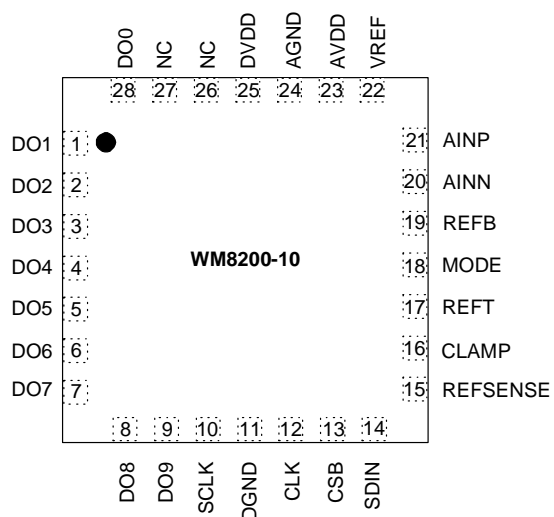 DO0 NC NC DVDD AGND AVDD VREF
28 27 26 25 24 23 22
DO1 1 21 AINP
DO2 2 20 AINN
DO3 3 19 REFB
DO4 4 WM8200-10 18 MODE
DO5 5 17 REFT
DO6 6 16 CLAMP
DO7 7 15 REFSENSE
8 9 10 11 12 13 14
DO8 DO9 SCLK DGND CLK CSB SDIN